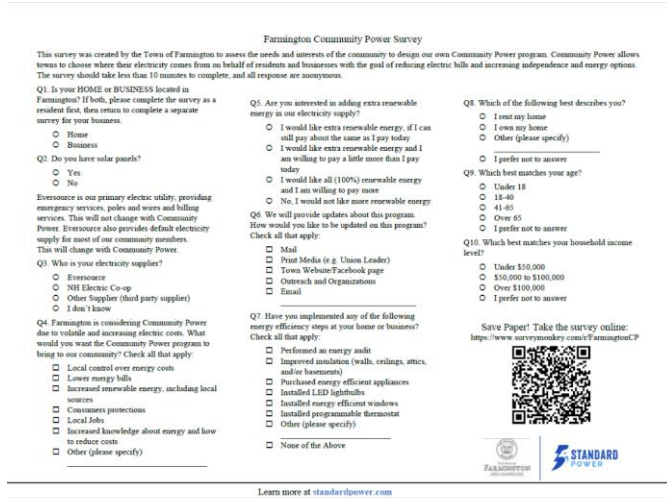 Farmington Community Power Survey
This survey was created by the Town of Farmington to assess the needs and interests of the community to design our own Community Power program. Community Power allows
towns to choose where their electricity comes from on behalf of residents and businesses with the goal of reducing electric bills and increasing independence and energy options.
The survey should take less than 10 minutes to complete, and all response are anonymous.
Q1. Is your HOME or BUSINESS located in
Farmington? If both, please complete the survey as a
resident first, then return to complete a separate
survey for your business.
Home
Business
Q2. Do you have solar panels?
Yes
No
Eversource is our primary electric utility, providing
emergency services, poles and wires and billing
services. This will not change with Community
Power. Eversource also provides default electricity
supply for most of our community members.
This will change with Community Power.
Q3. Who is your electricity supplier?
Eversource
NH Electric Co-op
Other Supplier (third party supplier)
I don't know
Q4. Farmington is considering Community Power
due to volatile and increasing electric costs. What
would you want the Community Power program to
bring to our community? Check all that apply:
Local control over energy costs
Lower energy bills
Increased renewable energy, including local
sources
Consumers protections
Local Jobs
Increased knowledge about energy and how
to reduce costs
Other (please specify)
Q5. Are you interested in adding extra renewable
energy in our electricity supply?
I would like extra renewable energy, if I can
still pay about the same as I pay today
I would like extra renewable energy and I
am willing to pay a little more than I pay
today
I would like all (100%) renewable energy
and I am willing to pay more
No, I would not like more renewable energy
Q6. We will provide updates about this program.
How would you like to be updated on this program?
Check all that apply:
Mail
Print Media (e.g. Union Leader)
Town Website/Facebook page
Outreach and Organizations
Email
Q7. Have you implemented any of the following
energy efficiency steps at your home or business?
Check all that apply:
Performed an energy audit
Improved insulation (walls, ceilings, attics,
and/or basements)
Purchased energy efficient appliances
Installed LED lightbulbs
Installed energy efficient windows
Installed programmable thermostat
Other (please specify)
None of the Above
Q8. Which of the following best describes you?
I rent my home
I own my home
Other (please specify)
I prefer not to answer
Q9. Which best matches your age?
Under 18
18-40
41-65
Over 65
I prefer not to answer
Q10. Which best matches your household income
level?
Under $50,000
$50,000 to $100,000
Over $100,000
I prefer not to answer
Save Paper! Take the survey online:
https://www.surveymonkey.com/r/FarmingtonCP
FARMINGTON
STANDARD
POWER
Learn more at standardpower.com